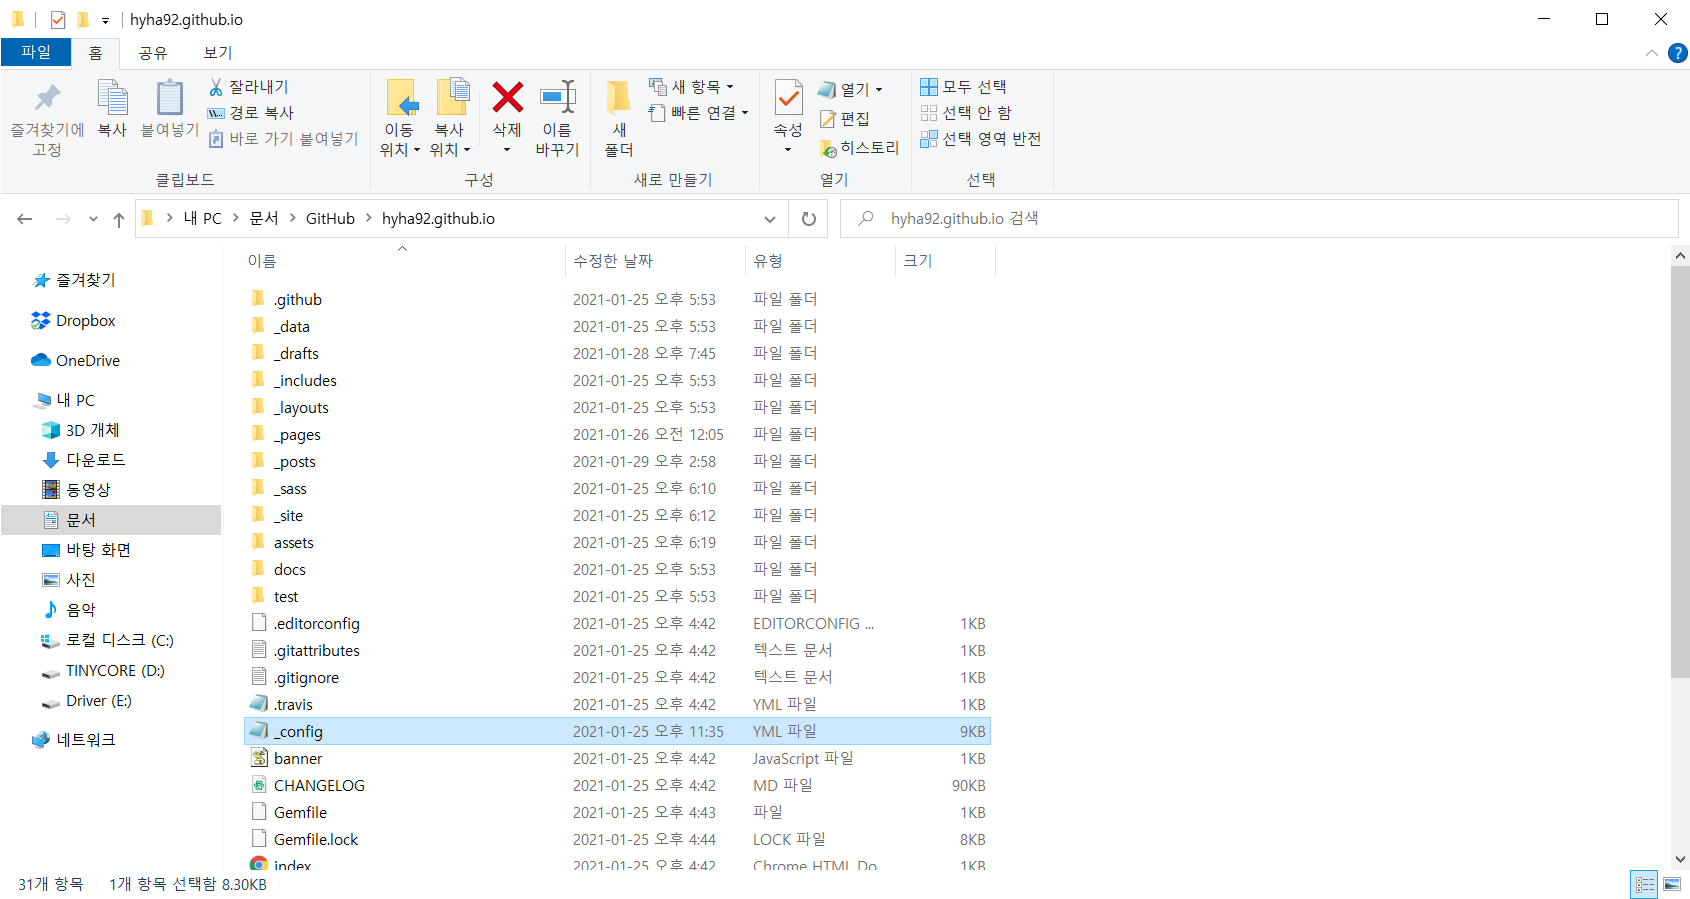 hyha92.github.io
파일 홈 공유 보기
즐겨찾기에 고정
복사
붙여넣기
잘라내기
경로 복사
바로 가기 붙여넣기
클립보드
이동 위치
복사 위치
삭제
이름 바꾸기
구성
새 폴더
새 항목
빠른 연결
새로 만들기
속성
열기
편집
히스토리
열기
모두 선택
선택 안 함
선택 영역 반전
선택
내 PC > 문서 > GitHub > hyha92.github.io
hyha92.github.io 검색
즐겨찾기
Dropbox
OneDrive
내 PC
3D 개체
다운로드
동영상
문서
바탕 화면
사진
음악
로컬 디스크 (C:)
TINYCORE (D:)
Driver (E:)
네트워크
이름 수정한 날짜 유형 크기
.github 2021-01-25 오후 5:53 파일 폴더
_data 2021-01-25 오후 5:53 파일 폴더
_drafts 2021-01-28 오후 7:45 파일 폴더
_includes 2021-01-25 오후 5:53 파일 폴더
_layouts 2021-01-25 오후 5:53 파일 폴더
_pages 2021-01-26 오전 12:05 파일 폴더
_posts 2021-01-29 오후 2:58 파일 폴더
_sass 2021-01-25 오후 6:10 파일 폴더
_site 2021-01-25 오후 6:12 파일 폴더
assets 2021-01-25 오후 6:19 파일 폴더
docs 2021-01-25 오후 5:53 파일 폴더
test 2021-01-25 오후 5:53 파일 폴더
.editorconfig 2021-01-25 오후 4:42 EDITORCONFIG ... 1KB
.gitattributes 2021-01-25 오후 4:42 텍스트 문서 1KB
.gitignore 2021-01-25 오후 4:42 텍스트 문서 1KB
.travis 2021-01-25 오후 4:42 YML 파일 1KB
_config 2021-01-25 오후 11:35 YML 파일 9KB
banner 2021-01-25 오후 4:42 JavaScript 파일 1KB
CHANGELOG 2021-01-25 오후 4:42 MD 파일 90KB
Gemfile 2021-01-25 오후 4:43 파일 1KB
Gemfile.lock 2021-01-25 오후 4:44 LOCK 파일 8KB
index 2021-01-25 오후 4:42 Chrome HTML Do 1KB
31개 항목 1개 항목 선택함 8.30KB